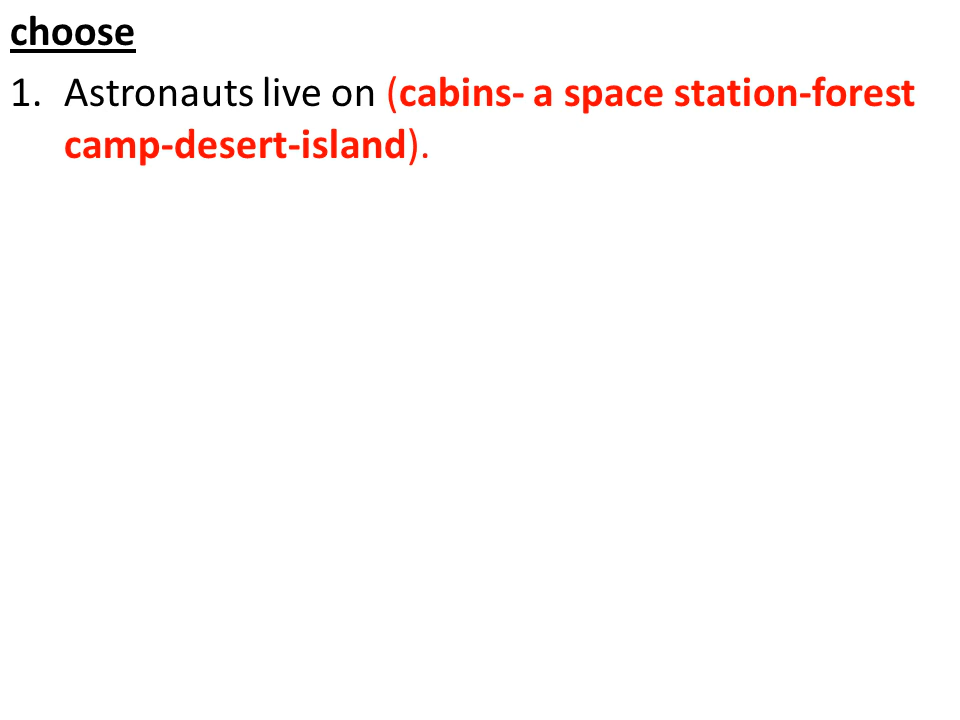 choose
1. Astronauts live on (cabins- a space station-forest
camp-desert-island).